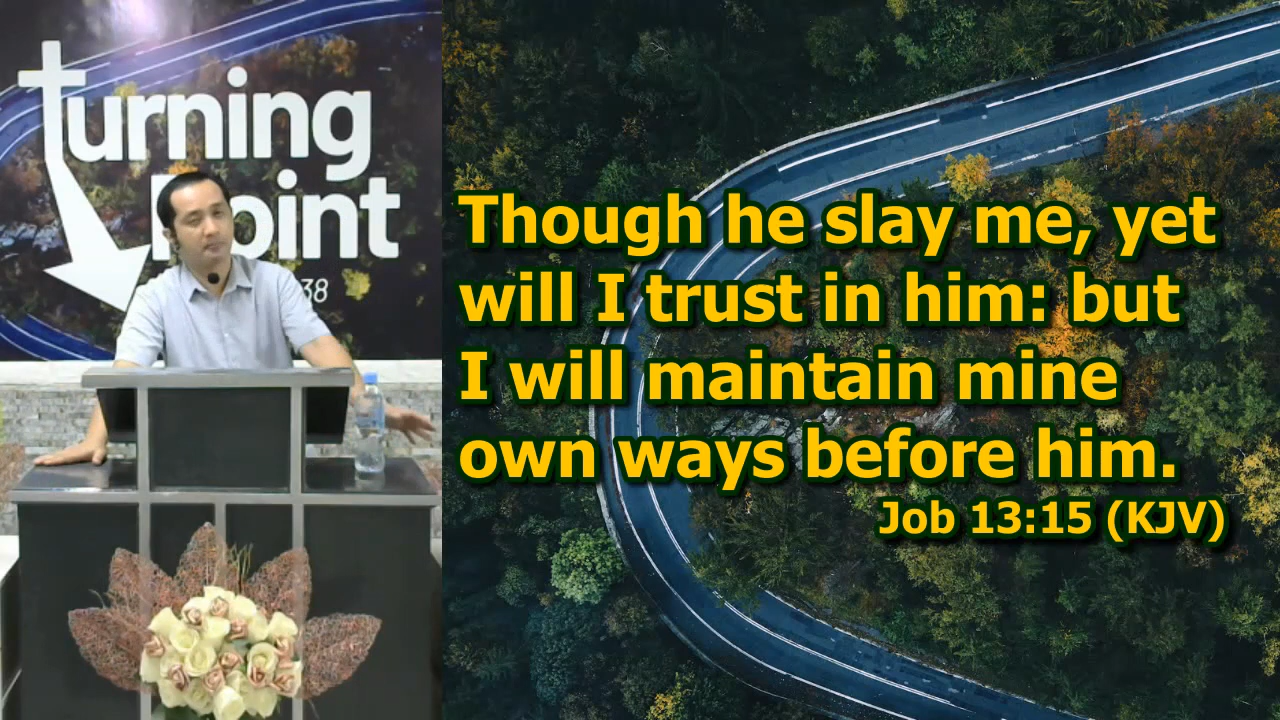 turning
Point
38
Though he slay me, yet
will I trust in him: but
I will maintain mine
own ways before him.
Job 13:15 (KJV)